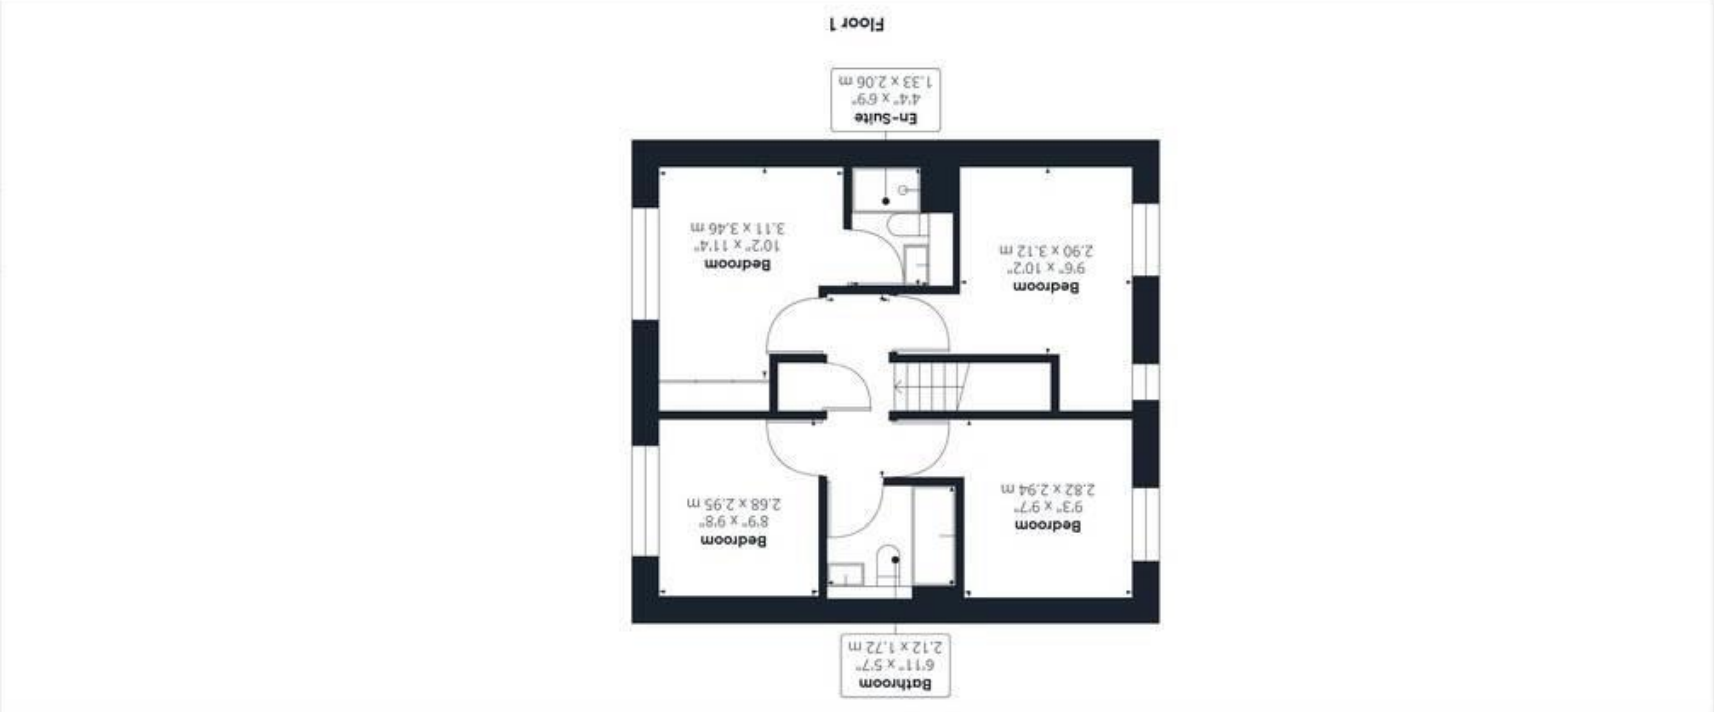 Bathroom
6'11" x 5'7"
2.12 x 1.72 m
Bedroom
9'3" x 9'7"
2.82 x 2.94 m
Bedroom
8'9" x 9'8"
2.68 x 2.95 m
Bedroom
9'6" x 10'2"
2.90 x 3.12 m
Bedroom
10'2" x 11'4"
3.11 x 3.46 m
En-Suite
4'4" x 6'9"
1.33 x 2.06 m
Floor 1